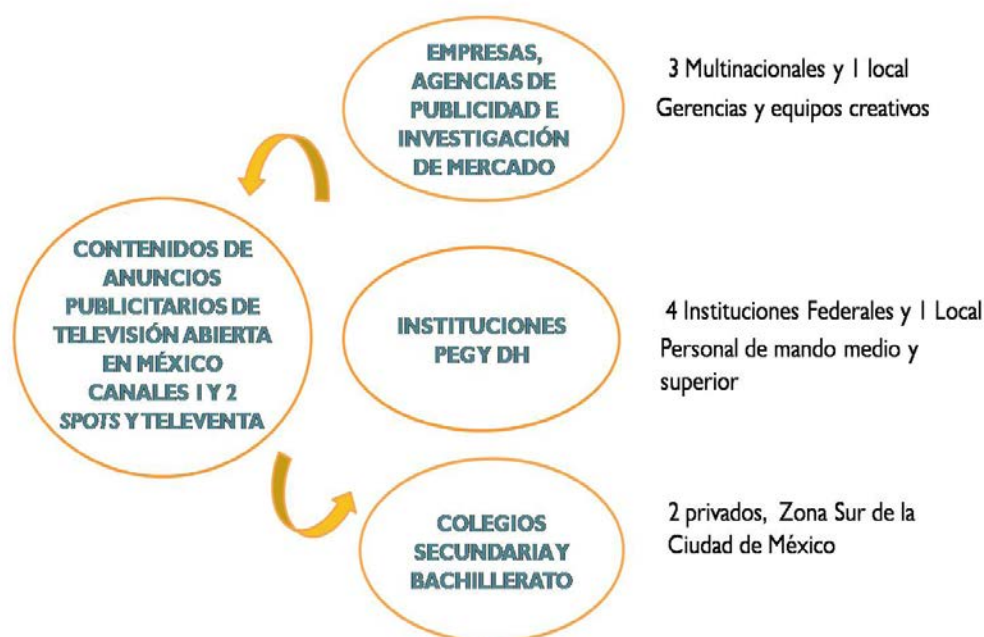 EMPRESAS,
AGENCIAS DE
PUBLICIDAD E
INVESTIGACIÓN
DE MERCADO
3 Multinacionales y 1 local
Gerencias y equipos creativos
CONTENIDOS DE
ANUNCIOS
PUBLICITARIOS DE
TELEVISIÓN ABIERTA
EN MÉXICO
CANALES 1 Y 2
SPOTS Y TELEVENTA
INSTITUCIONES
PEG Y DH
4 Instituciones Federales y 1 Local
Personal de mando medio y
superior
COLEGIOS
SECUNDARIA Y
BACHILLERATO
2 privados, Zona Sur de la
Ciudad de México